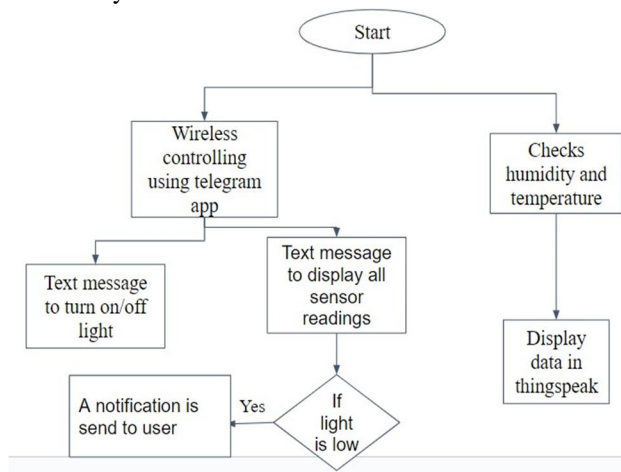 Start
Wireless
controlling
using telegram
app
Checks
humidity and
temperature
Text message
to turn on/off
light
Text message
to display all
sensor
readings
Display
data in
thingspeak
A notification is
send to user
Yes
If
light
is low